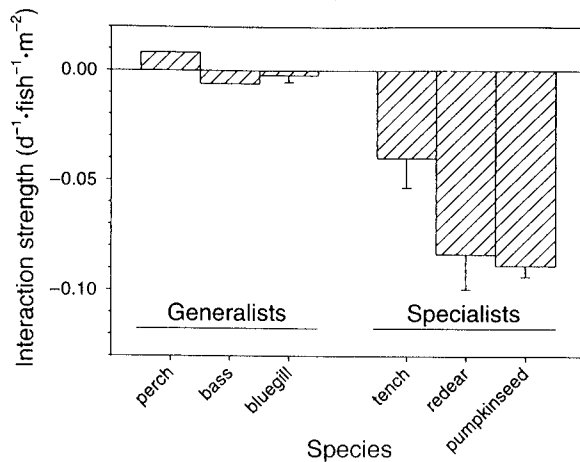 Interaction strength (d⁻¹·fish⁻¹·m⁻²)
0.00
−0.05
−0.10
Generalists
Specialists
perch
bass
bluegill
tench
redear
pumpkinseed
Species